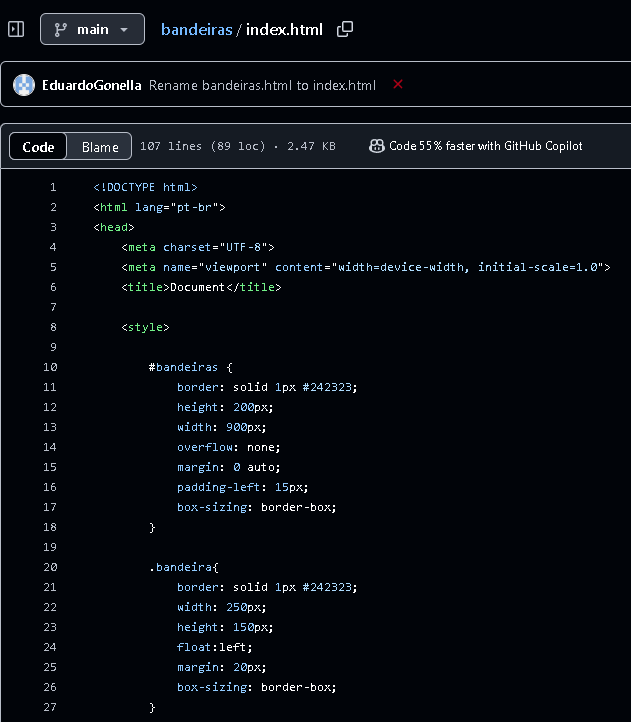 main
bandeiras / index.html
EduardoGonella Rename bandeiras.html to index.html
Code Blame 107 lines (89 loc) · 2.47 KB Code 55% faster with GitHub Copilot
1 <!DOCTYPE html>
2 <html lang="pt-br">
3 <head>
4 <meta charset="UTF-8">
5 <meta name="viewport" content="width=device-width, initial-scale=1.0">
6 <title>Document</title>
7
8 <style>
9
10 #bandeiras {
11 border: solid 1px #242323;
12 height: 200px;
13 width: 900px;
14 overflow: none;
15 margin: 0 auto;
16 padding-left: 15px;
17 box-sizing: border-box;
18 }
19
20 .bandeira{
21 border: solid 1px #242323;
22 width: 250px;
23 height: 150px;
24 float:left;
25 margin: 20px;
26 box-sizing: border-box;
27 }